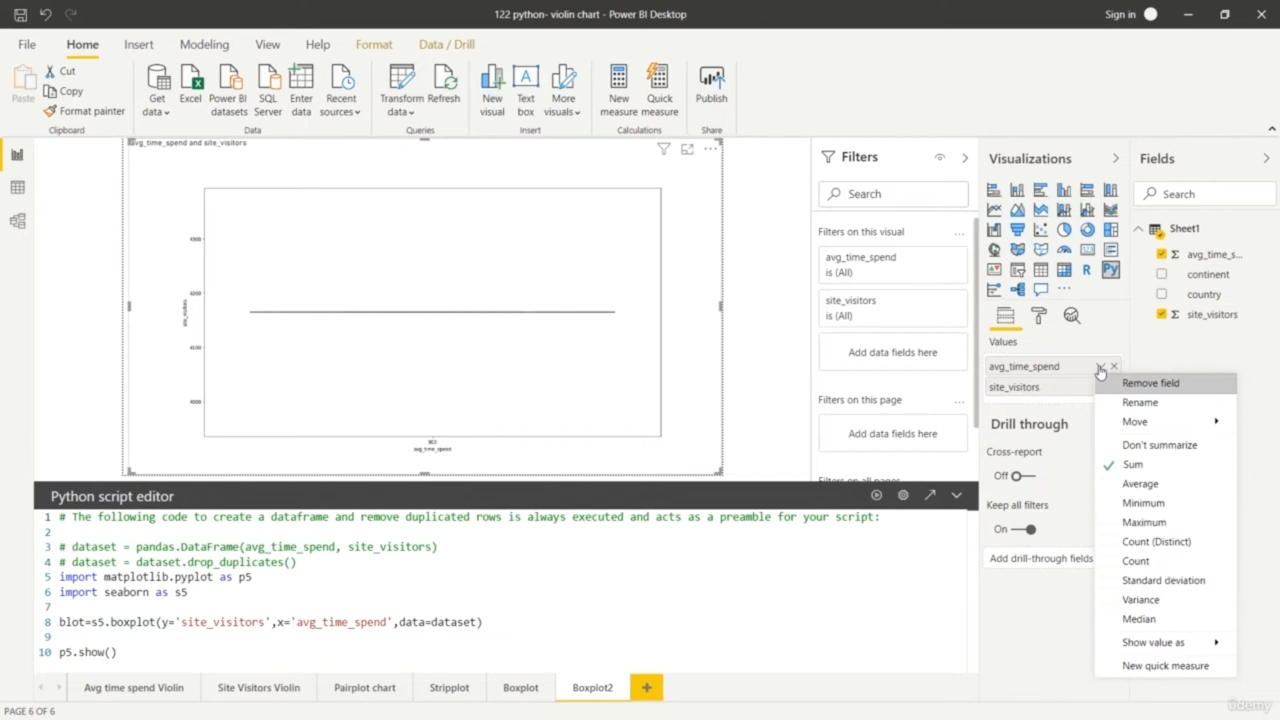 122 python- violin chart - Power BI Desktop
Sign in
File Home Insert Modeling View Help Format Data / Drill
Paste
Cut
Copy
Format painter
Clipboard
Get data
Excel
Power BI datasets
SQL Server
Enter data
Recent sources
Data
Transform data
Refresh
Queries
New visual
Text box
More visuals
Insert
New measure
Quick measure
Calculations
Publish
Share
avg_time_spend and site_visitors
4300
4200
4100
4000
site_visitors
903
avg_time_spend
Filters
Search
Filters on this visual
avg_time_spend
is (All)
site_visitors
is (All)
Add data fields here
Filters on this page
Add data fields here
Visualizations
R
Py
Values
avg_time_spend
site_visitors
Drill through
Cross-report
Off
Keep all filters
On
Add drill-through fields
Remove field
Rename
Move
Don't summarize
Sum
Average
Minimum
Maximum
Count (Distinct)
Count
Standard deviation
Variance
Median
Show value as
New quick measure
Fields
Search
Sheet1
avg_time_s...
continent
country
site_visitors
Python script editor
1 # The following code to create a dataframe and remove duplicated rows is always executed and acts as a preamble for your script:
2
3 # dataset = pandas.DataFrame(avg_time_spend, site_visitors)
4 # dataset = dataset.drop_duplicates()
5 import matplotlib.pyplot as p5
6 import seaborn as s5
7
8 blot=s5.boxplot(y='site_visitors',x='avg_time_spend',data=dataset)
9
10 p5.show()
Avg time spend Violin
Site Visitors Violin
Pairplot chart
Stripplot
Boxplot
Boxplot2
PAGE 6 OF 6
ûdemy